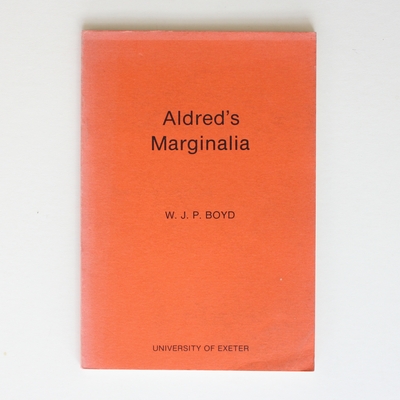 Aldred's
Marginalia
W. J. P. BOYD
UNIVERSITY OF EXETER